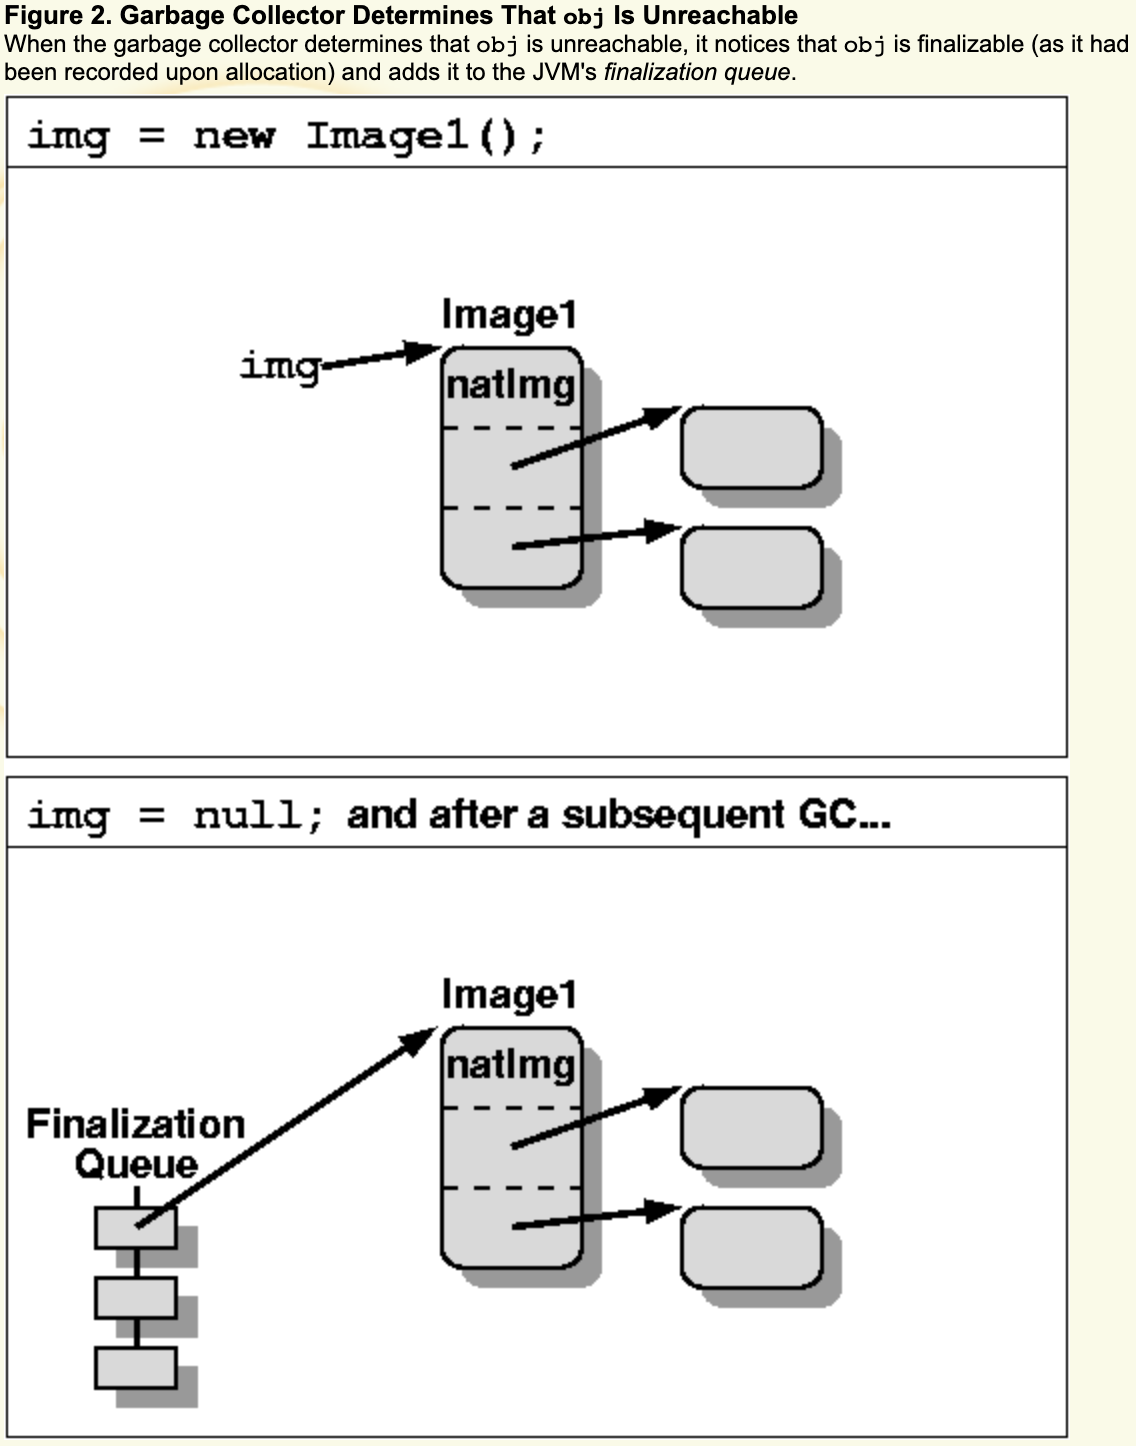 Figure 2. Garbage Collector Determines That obj Is Unreachable
When the garbage collector determines that obj is unreachable, it notices that obj is finalizable (as it had
been recorded upon allocation) and adds it to the JVM's finalization queue.
img = new Image1();
Image1
img
natImg
img = null; and after a subsequent GC...
Image1
natImg
Finalization
Queue